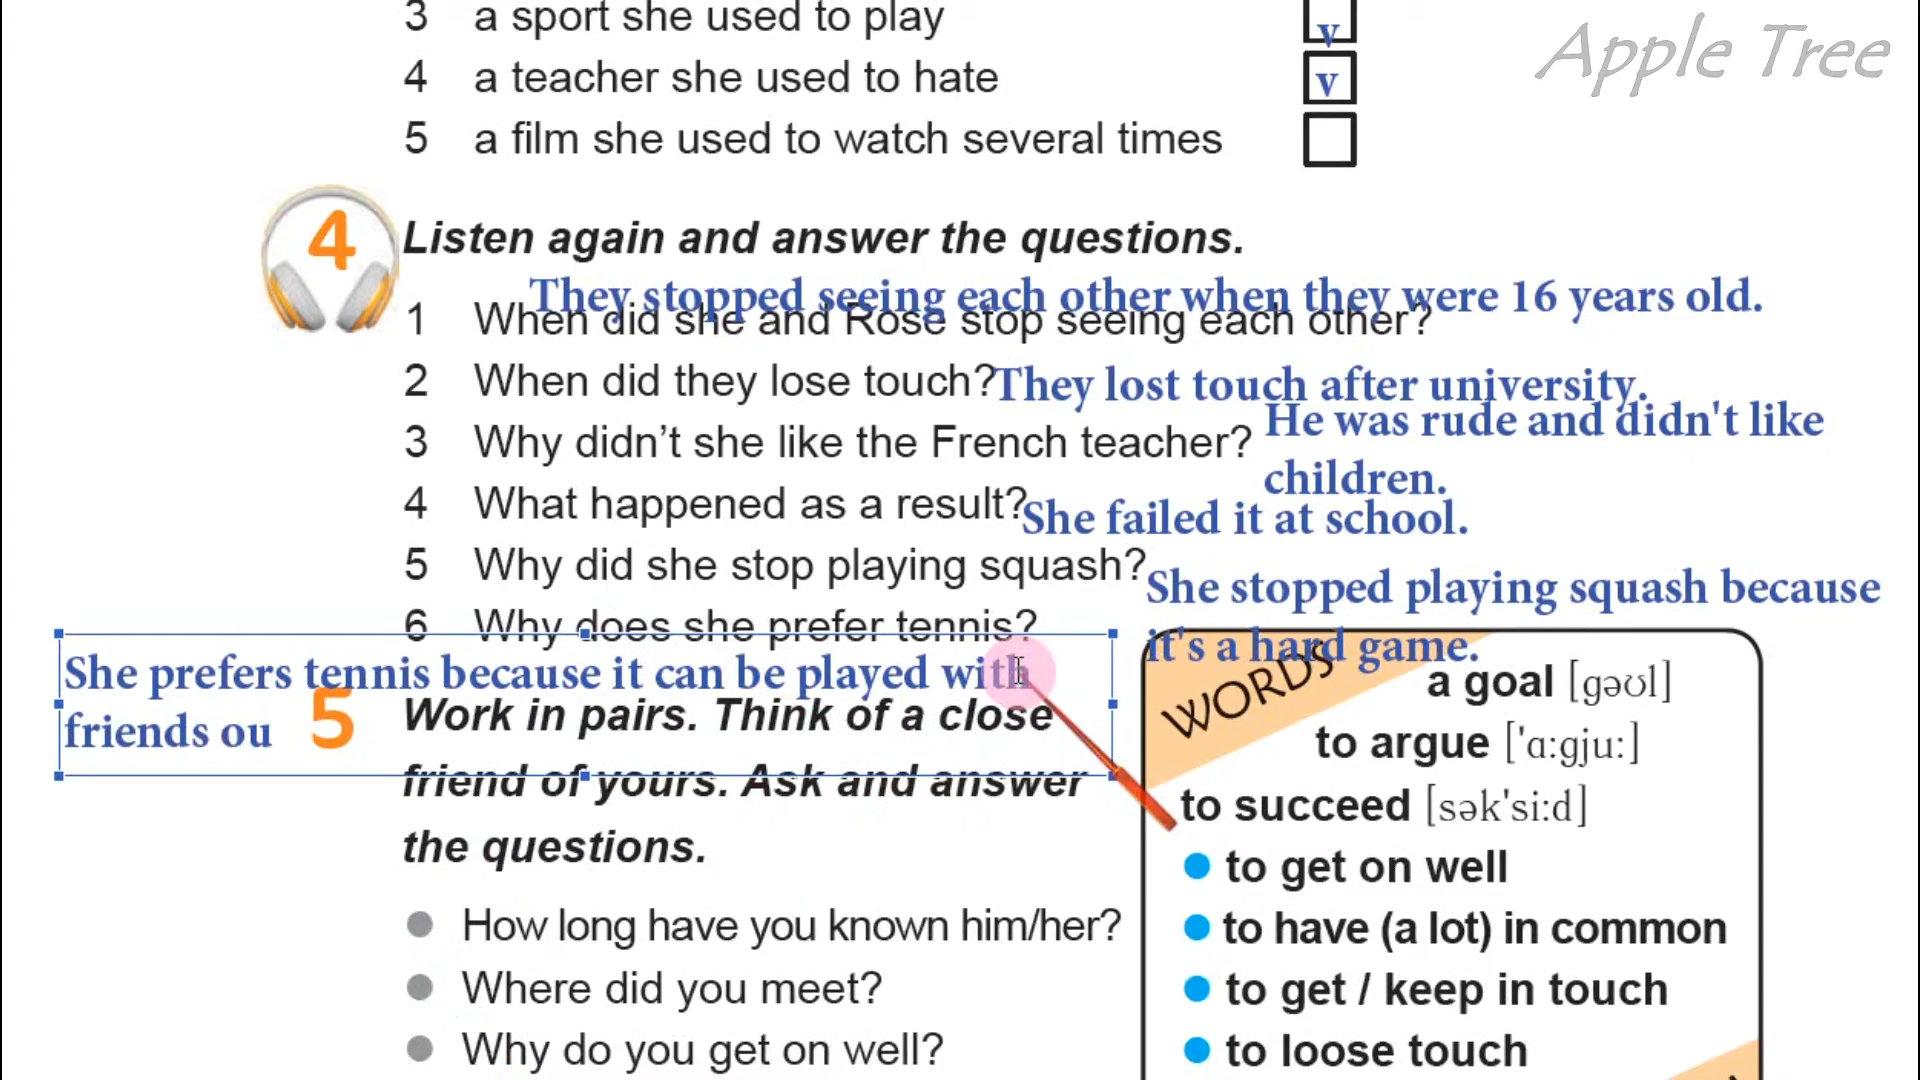 3 a sport she used to play v
Apple Tree
4 a teacher she used to hate v
5 a film she used to watch several times
4 Listen again and answer the questions.
They stopped seeing each other when they were 16 years old.
1 When did she and Rose stop seeing each other?
2 When did they lose touch? They lost touch after university.
3 Why didn’t she like the French teacher? He was rude and didn't like
children.
4 What happened as a result? She failed it at school.
5 Why did she stop playing squash? She stopped playing squash because
it's a hard game.
6 Why does she prefer tennis?
She prefers tennis because it can be played with
friends ou
5 Work in pairs. Think of a close
friend of yours. Ask and answer
the questions.
How long have you known him/her?
Where did you meet?
Why do you get on well?
WORDS
a goal [gəʊl]
to argue ['ɑ:gju:]
to succeed [sək'si:d]
to get on well
to have (a lot) in common
to get / keep in touch
to loose touch